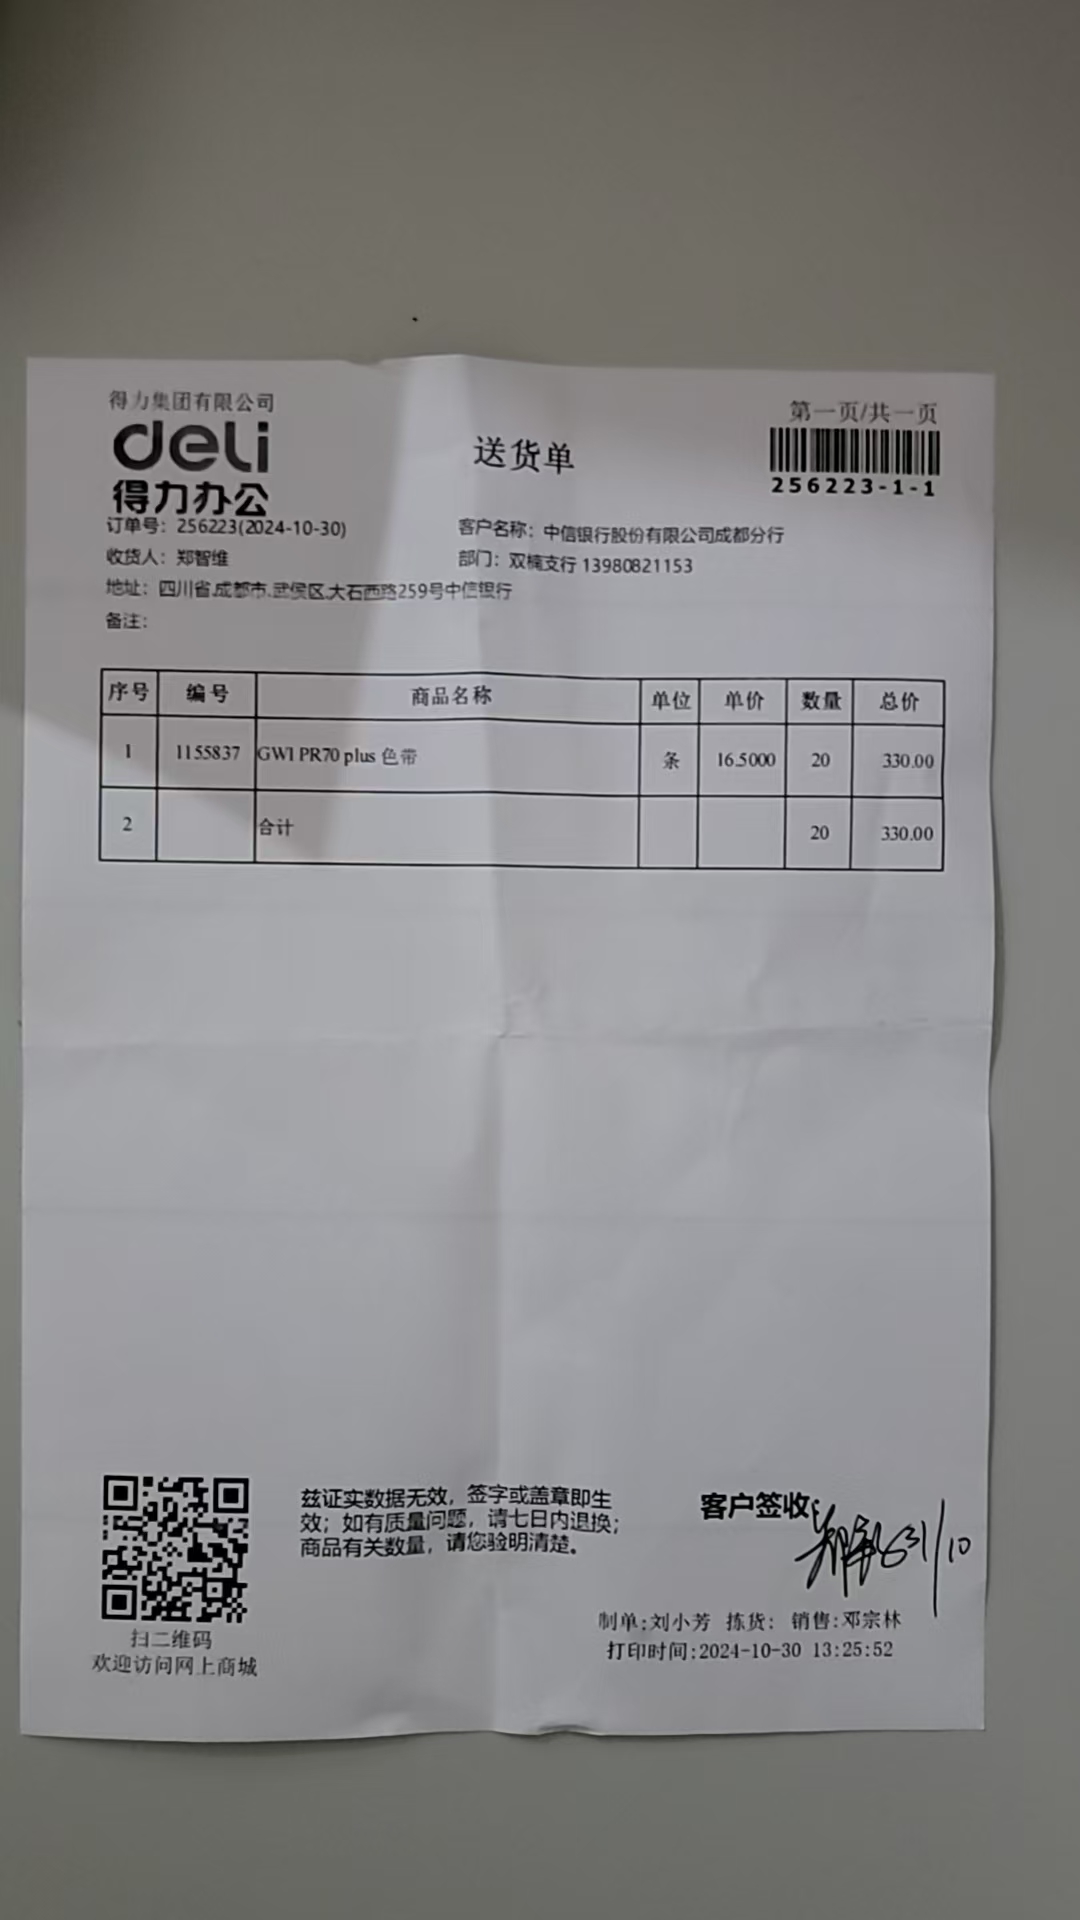 得力集团有限公司
deli
得力办公
送货单
第一页/共一页
256223-1-1
订单号：256223(2024-10-30)
客户名称：中信银行股份有限公司成都分行
收货人：郑智维
部门：双楠支行 13980821153
地址：四川省,成都市,武侯区,大石西路259号中信银行
备注：
序号 编号 商品名称 单位 单价 数量 总价
1 1155837 GWI PR70 plus 色带 条 16.5000 20 330.00
2 合计 20 330.00
兹证实数据无效，签字或盖章即生
效；如有质量问题，请七日内退换；
商品有关数量，请您验明清楚。
客户签收：
31/10
制单:刘小芳 拣货: 销售:邓宗林
打印时间:2024-10-30 13:25:52
扫二维码
欢迎访问网上商城